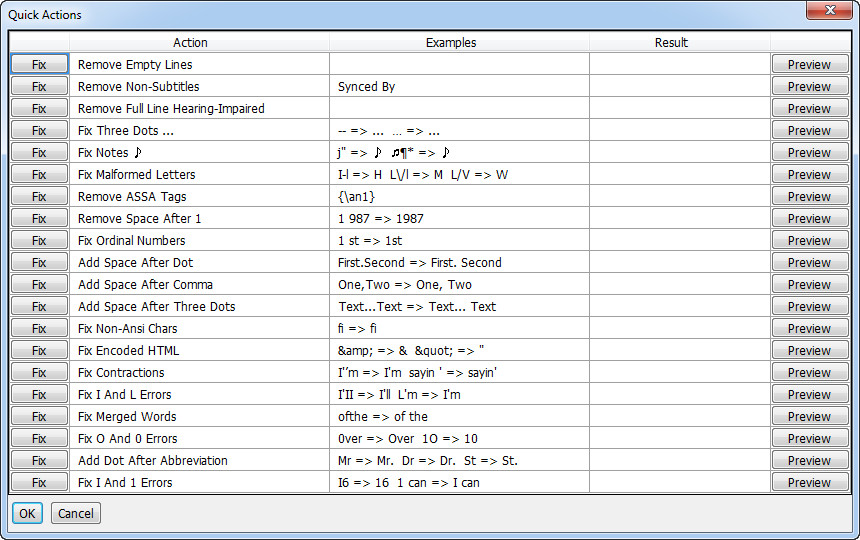 Quick Actions
Action Examples Result
Fix Remove Empty Lines Preview
Fix Remove Non-Subtitles Synced By Preview
Fix Remove Full Line Hearing-Impaired Preview
Fix Fix Three Dots ... -- => ... … => ... Preview
Fix Fix Notes ♪ j" => ♪ ♫¶* => ♪ Preview
Fix Fix Malformed Letters I-l => H L\/l => M L/V => W Preview
Fix Remove ASSA Tags {\an1} Preview
Fix Remove Space After 1 1 987 => 1987 Preview
Fix Fix Ordinal Numbers 1 st => 1st Preview
Fix Add Space After Dot First.Second => First. Second Preview
Fix Add Space After Comma One,Two => One, Two Preview
Fix Add Space After Three Dots Text...Text => Text... Text Preview
Fix Fix Non-Ansi Chars ﬁ => fi Preview
Fix Fix Encoded HTML &amp; => & &quot; => " Preview
Fix Fix Contractions I'’m => I'm sayin ' => sayin' Preview
Fix Fix I And L Errors I'II => I'll L'm => I'm Preview
Fix Fix Merged Words ofthe => of the Preview
Fix Fix O And 0 Errors 0ver => Over 1O => 10 Preview
Fix Add Dot After Abbreviation Mr => Mr. Dr => Dr. St => St. Preview
Fix Fix I And 1 Errors I6 => 16 1 can => I can Preview
OK Cancel